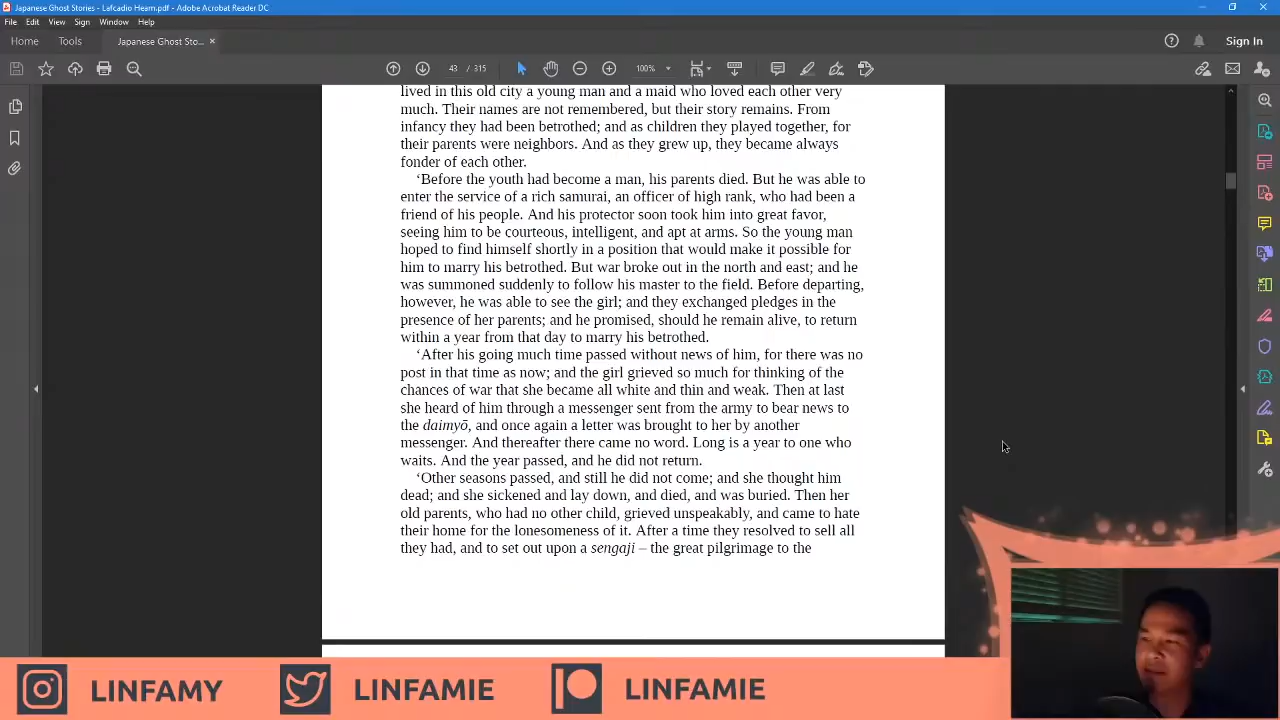 Japanese Ghost Stories - Lafcadio Hearn.pdf - Adobe Acrobat Reader DC
File Edit View Sign Window Help
Home Tools Japanese Ghost Sto... × Sign In
43 / 315 100%
lived in this old city a young man and a maid who loved each other very
much. Their names are not remembered, but their story remains. From
infancy they had been betrothed; and as children they played together, for
their parents were neighbors. And as they grew up, they became always
fonder of each other.
‘Before the youth had become a man, his parents died. But he was able to
enter the service of a rich samurai, an officer of high rank, who had been a
friend of his people. And his protector soon took him into great favor,
seeing him to be courteous, intelligent, and apt at arms. So the young man
hoped to find himself shortly in a position that would make it possible for
him to marry his betrothed. But war broke out in the north and east; and he
was summoned suddenly to follow his master to the field. Before departing,
however, he was able to see the girl; and they exchanged pledges in the
presence of her parents; and he promised, should he remain alive, to return
within a year from that day to marry his betrothed.
‘After his going much time passed without news of him, for there was no
post in that time as now; and the girl grieved so much for thinking of the
chances of war that she became all white and thin and weak. Then at last
she heard of him through a messenger sent from the army to bear news to
the daimyō, and once again a letter was brought to her by another
messenger. And thereafter there came no word. Long is a year to one who
waits. And the year passed, and he did not return.
‘Other seasons passed, and still he did not come; and she thought him
dead; and she sickened and lay down, and died, and was buried. Then her
old parents, who had no other child, grieved unspeakably, and came to hate
their home for the lonesomeness of it. After a time they resolved to sell all
they had, and to set out upon a sengaji – the great pilgrimage to the
LINFAMY LINFAMIE LINFAMIE